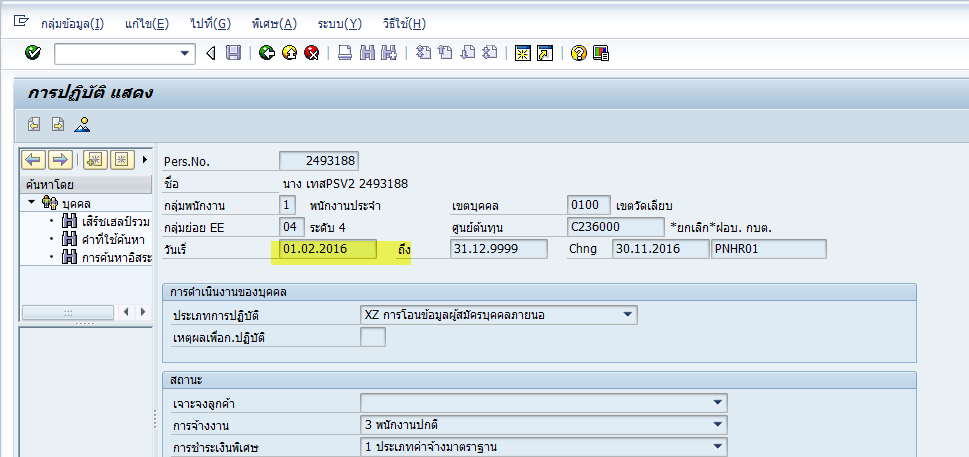 กลุ่มข้อมูล(I) แก้ไข(E) ไปที่(G) พิเศษ(A) ระบบ(Y) วิธีใช้(H)
การปฏิบัติ แสดง
Pers.No. 2493188
ค้นหาโดย
ชื่อ นาง เทสPSV2 2493188
บุคคล
กลุ่มพนักงาน 1 พนักงานประจำ เขตบุคคล 0100 เขตวัดเลียบ
เสิร์ชเฮลป์รวม
กลุ่มย่อย EE 04 ระดับ 4 ศูนย์ต้นทุน C236000 *ยกเลิก*ฝอบ. กบต.
คำที่ใช้ค้นหา
วันเริ่ 01.02.2016 ถึง 31.12.9999 Chng 30.11.2016 PNHR01
การค้นหาอิสระ
การดำเนินงานของบุคคล
ประเภทการปฏิบัติ XZ การโอนข้อมูลผู้สมัครบุคคลภายนอ
เหตุผลเพื่อก.ปฏิบัติ
สถานะ
เจาะจงลูกค้า
การจ้างงาน 3 พนักงานปกติ
การชำระเงินพิเศษ 1 ประเภทค่าจ้างมาตราฐาน